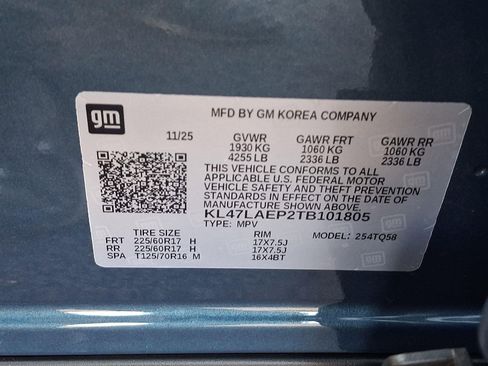 gm
MFD BY GM KOREA COMPANY
11/25 GVWR GAWR FRT GAWR RR
1930 KG 1060 KG 1060 KG
4255 LB 2336 LB 2336 LB
THIS VEHICLE CONFORMS TO ALL
APPLICABLE U.S. FEDERAL MOTOR
VEHICLE SAFETY AND THEFT PREVENTION
STANDARDS IN EFFECT ON THE DATE OF
MANUFACTURE SHOWN ABOVE.
KL47LAEP2TB101805
TYPE: MPV
TIRE SIZE RIM MODEL: 254TQ58
FRT 225/60R17 H 17X7.5J
RR 225/60R17 H 17X7.5J
SPA T125/70R16 M 16X4BT